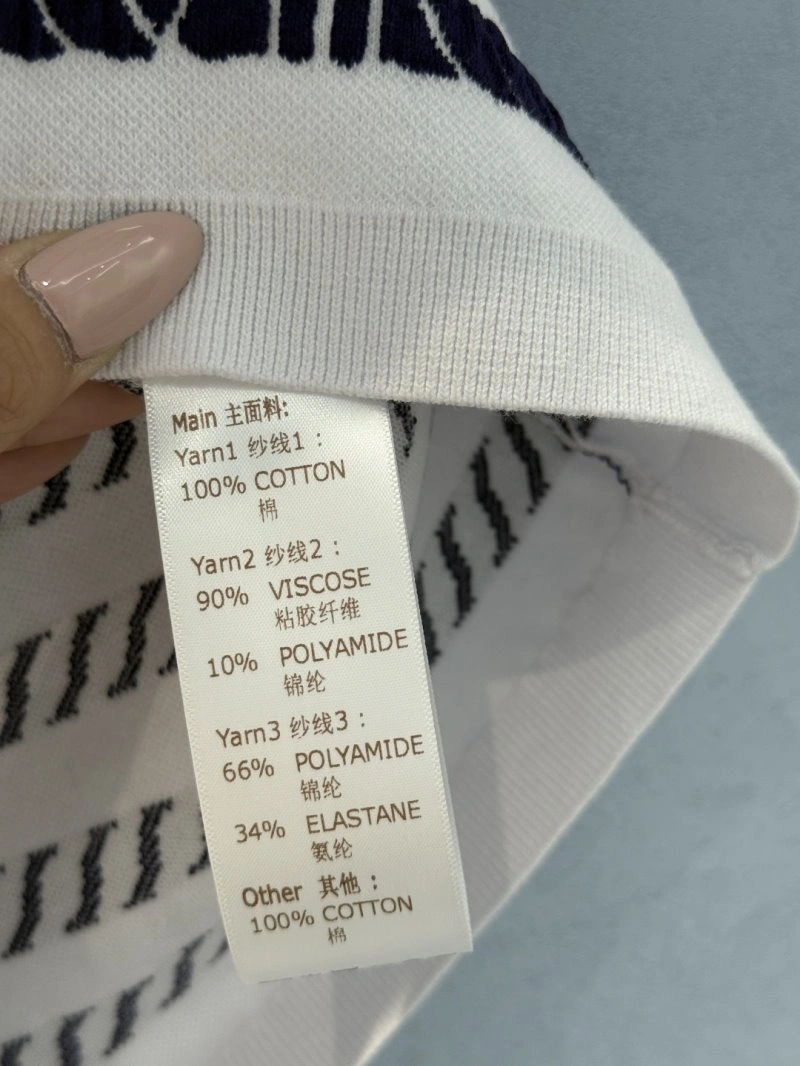 Main 主面料:
Yarn1 纱线1：
100% COTTON
棉
Yarn2 纱线2：
90% VISCOSE
粘胶纤维
10% POLYAMIDE
锦纶
Yarn3 纱线3：
66% POLYAMIDE
锦纶
34% ELASTANE
氨纶
Other 其他：
100% COTTON
棉